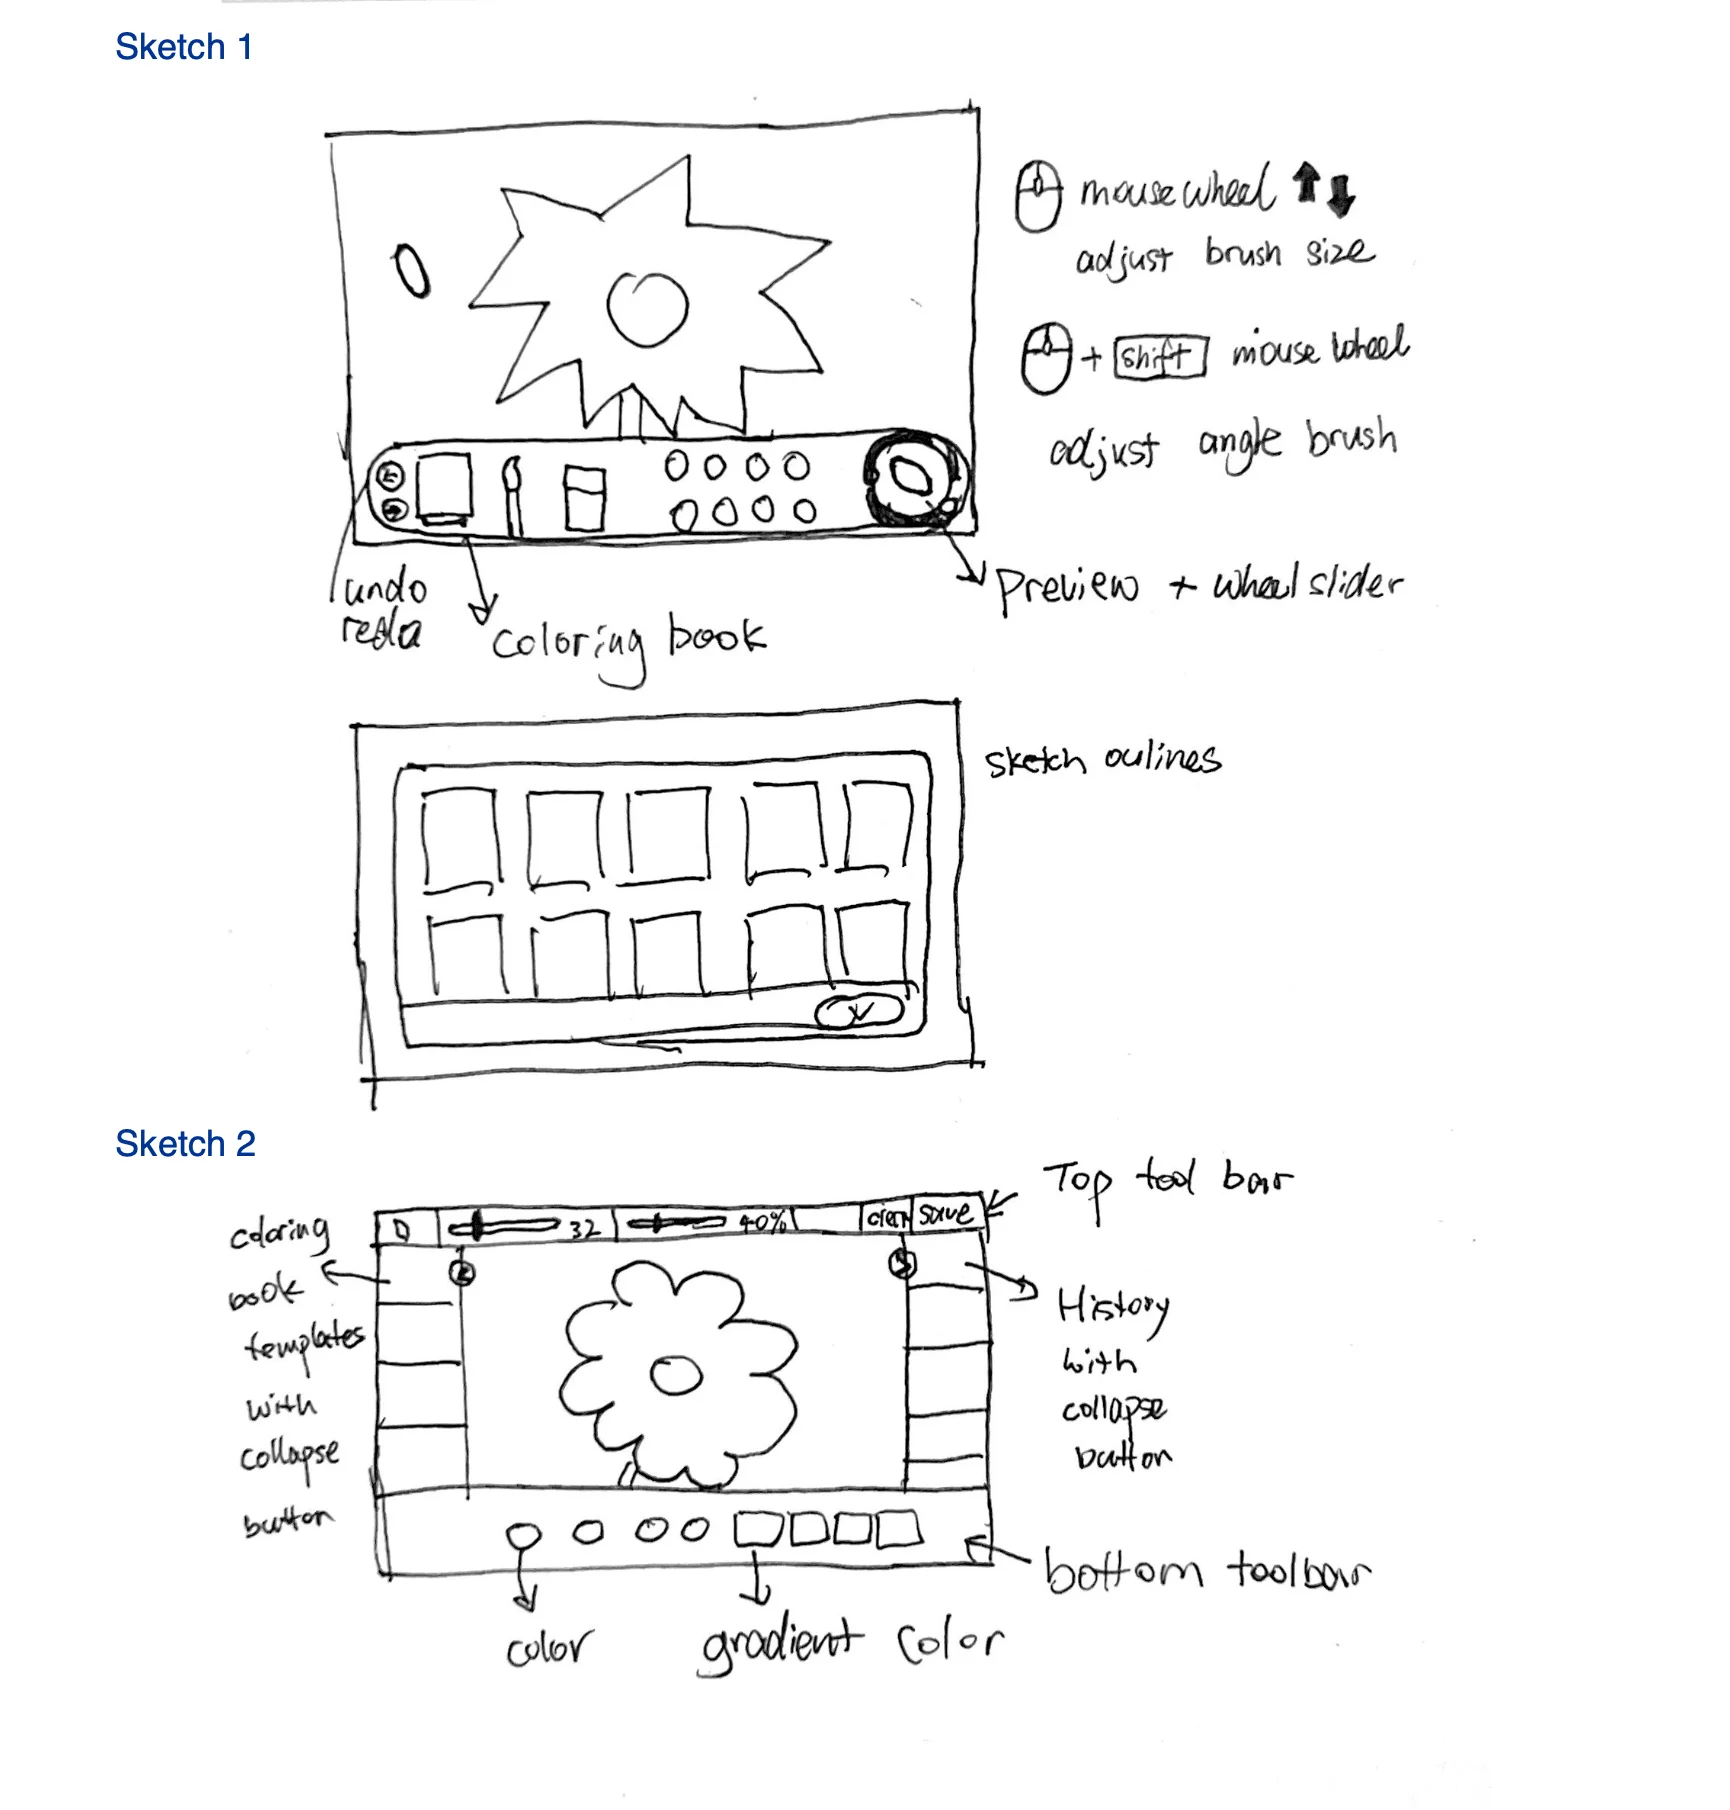 Sketch 1
mouse wheel
adjust brush size
+ shift mouse wheel
adjust angle brush
undo
redo
coloring book
Preview + wheel slider
sketch oulines
Sketch 2
Top tool bar
32
40%
clear
save
coloring
book
templates
with
collapse
button
History
with
collapse
button
bottom toolbar
color
gradient color